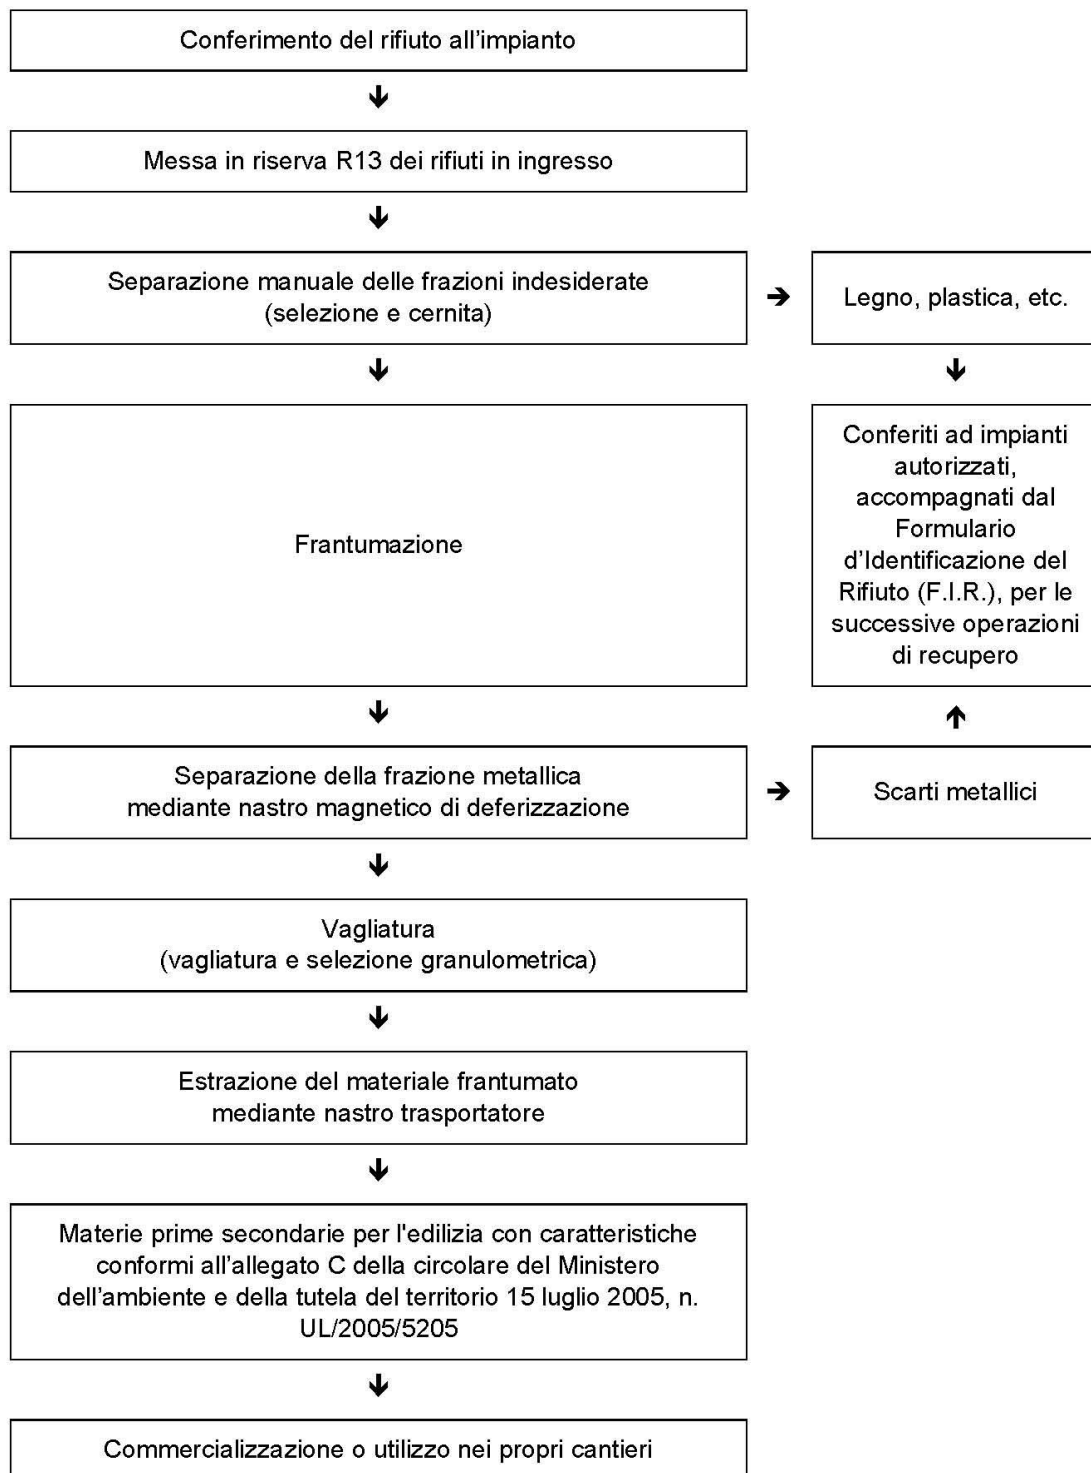 Conferimento del rifiuto all'impianto
Messa in riserva R13 dei rifiuti in ingresso
Separazione manuale delle frazioni indesiderate
(selezione e cernita)
Legno, plastica, etc.
Frantumazione
Conferiti ad impianti
autorizzati,
accompagnati dal
Formulario
d'Identificazione del
Rifiuto (F.I.R.), per le
successive operazioni
di recupero
Separazione della frazione metallica
mediante nastro magnetico di deferizzazione
Scarti metallici
Vagliatura
(vagliatura e selezione granulometrica)
Estrazione del materiale frantumato
mediante nastro trasportatore
Materie prime secondarie per l'edilizia con caratteristiche
conformi all'allegato C della circolare del Ministero
dell'ambiente e della tutela del territorio 15 luglio 2005, n.
UL/2005/5205
Commercializzazione o utilizzo nei propri cantieri